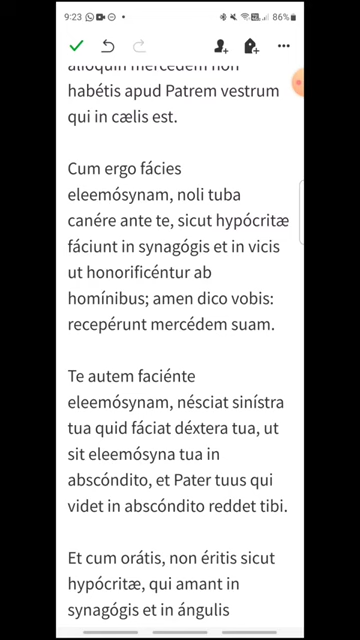 9:23
86%
alióquin mercédem non
habétis apud Patrem vestrum
qui in cælis est.
Cum ergo fácies
eleemósynam, noli tuba
canére ante te, sicut hypócritæ
fáciunt in synagógis et in vicis
ut honorificéntur ab
homínibus; amen dico vobis:
recepérunt mercédem suam.
Te autem faciénte
eleemósynam, nésciat sinístra
tua quid fáciat déxtera tua, ut
sit eleemósyna tua in
abscóndito, et Pater tuus qui
videt in abscóndito reddet tibi.
Et cum orátis, non éritis sicut
hypócritæ, qui amant in
synagógis et in ángulis